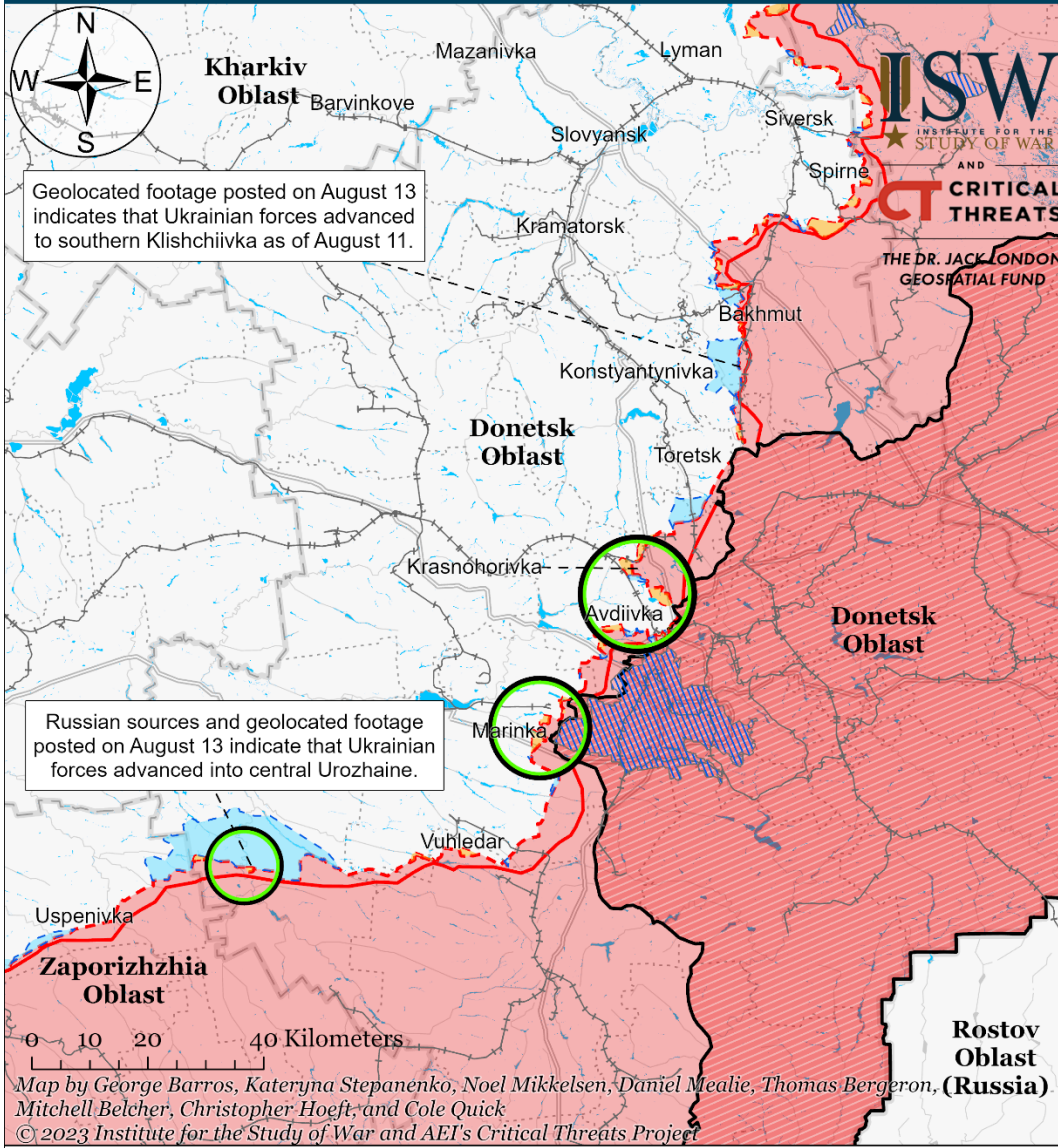 N
W
E
S
Kharkiv
Oblast
Mazanivka
Lyman
Barvinkove
Slovyansk
Siversk
Spirne
ISW
INSTITUTE FOR THE
STUDY OF WAR
AND
CT CRITICAL
THREATS
THE DR. JACK LONDON
GEOSPATIAL FUND
Geolocated footage posted on August 13
indicates that Ukrainian forces advanced
to southern Klishchiivka as of August 11.
Kramatorsk
Bakhmut
Konstyantynivka
Donetsk
Oblast
Toretsk
Krasnohorivka
Avdiivka
Donetsk
Oblast
Marinka
Russian sources and geolocated footage
posted on August 13 indicate that Ukrainian
forces advanced into central Urozhaine.
Vuhledar
Uspenivka
Zaporizhzhia
Oblast
0 10 20 40 Kilometers
Rostov
Oblast
(Russia)
Map by George Barros, Kateryna Stepanenko, Noel Mikkelsen, Daniel Mealie, Thomas Bergeron,
Mitchell Belcher, Christopher Hoeft, and Cole Quick
© 2023 Institute for the Study of War and AEI's Critical Threats Project